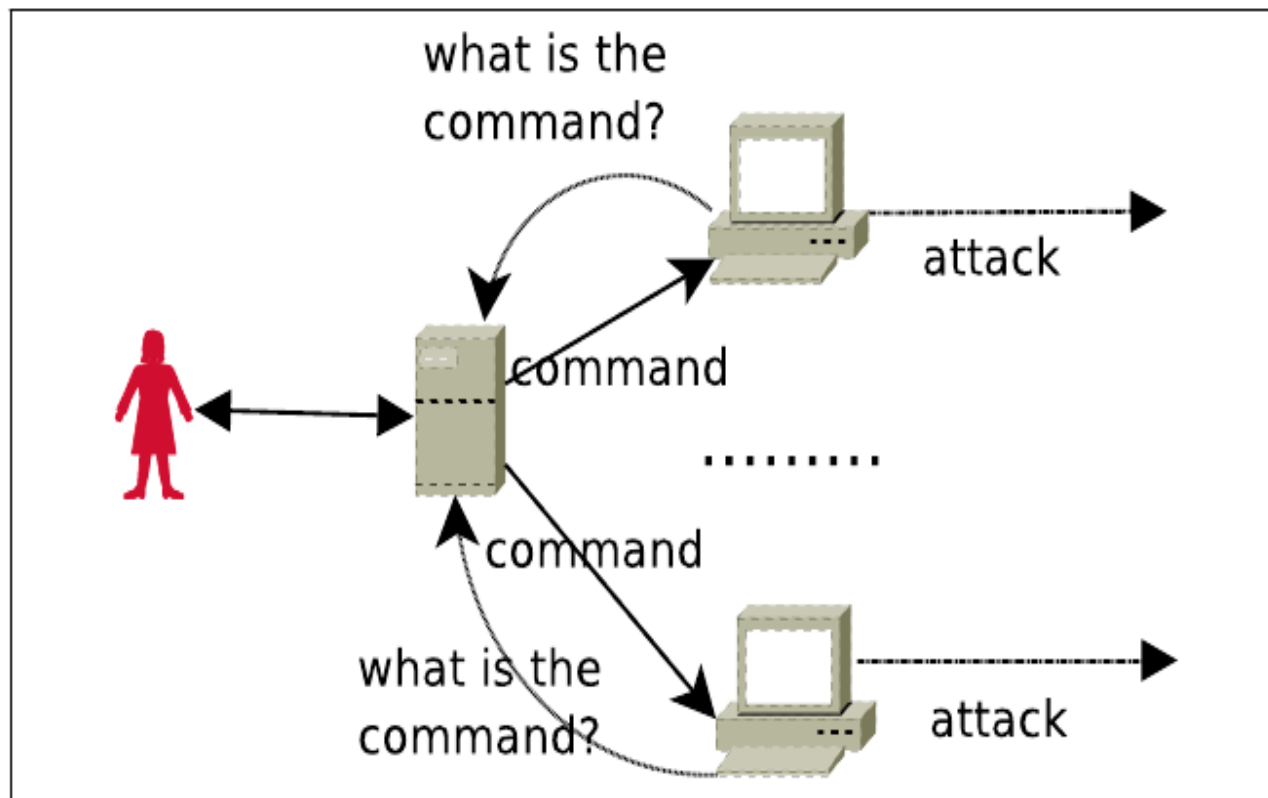 what is the
command?
attack
command
command
what is the
command?
attack